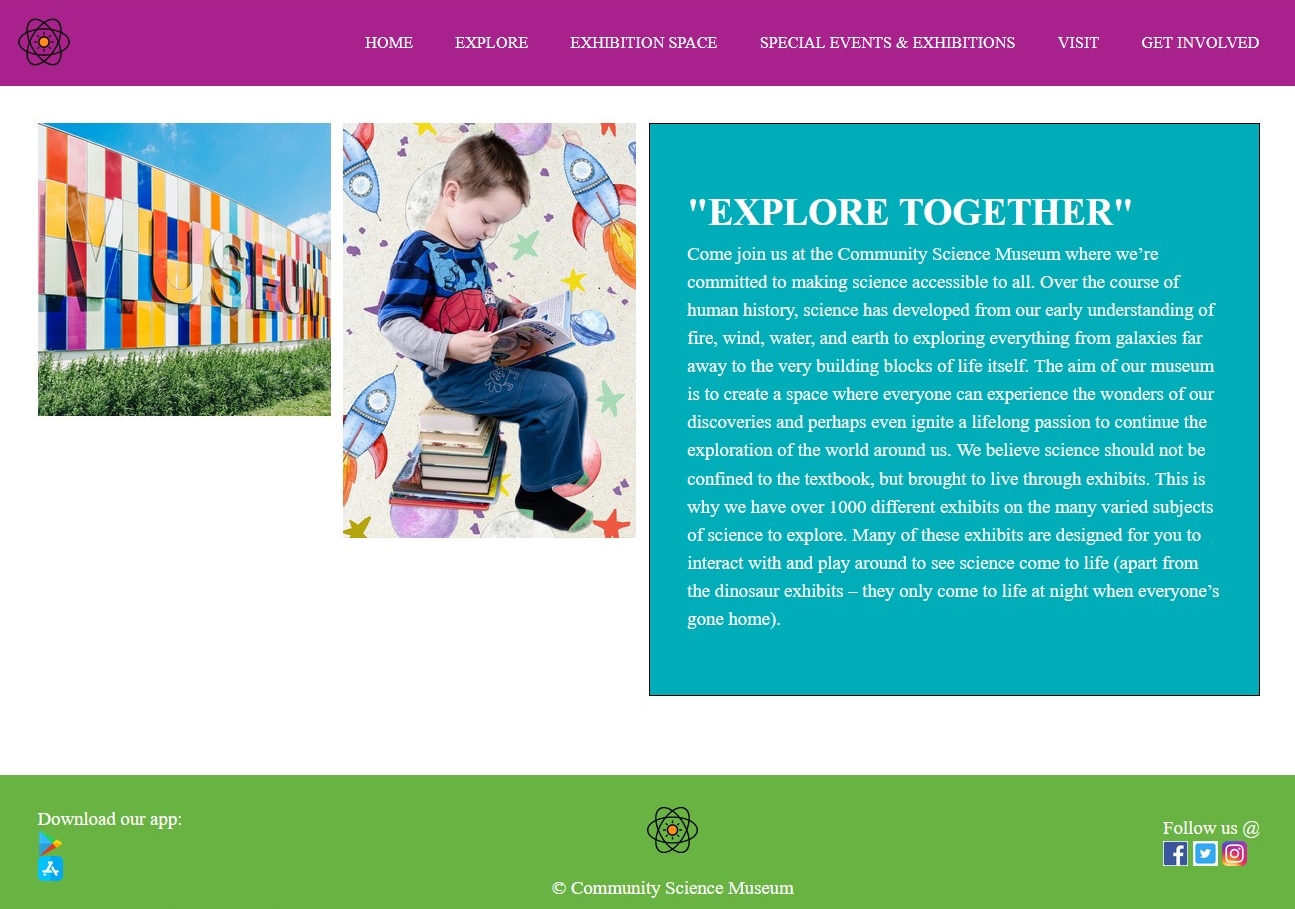 HOME EXPLORE EXHIBITION SPACE SPECIAL EVENTS & EXHIBITIONS VISIT GET INVOLVED
MUSEUM
"EXPLORE TOGETHER"
Come join us at the Community Science Museum where we’re
committed to making science accessible to all. Over the course of
human history, science has developed from our early understanding of
fire, wind, water, and earth to exploring everything from galaxies far
away to the very building blocks of life itself. The aim of our museum
is to create a space where everyone can experience the wonders of our
discoveries and perhaps even ignite a lifelong passion to continue the
exploration of the world around us. We believe science should not be
confined to the textbook, but brought to live through exhibits. This is
why we have over 1000 different exhibits on the many varied subjects
of science to explore. Many of these exhibits are designed for you to
interact with and play around to see science come to life (apart from
the dinosaur exhibits – they only come to life at night when everyone’s
gone home).
Download our app:
Follow us @
© Community Science Museum